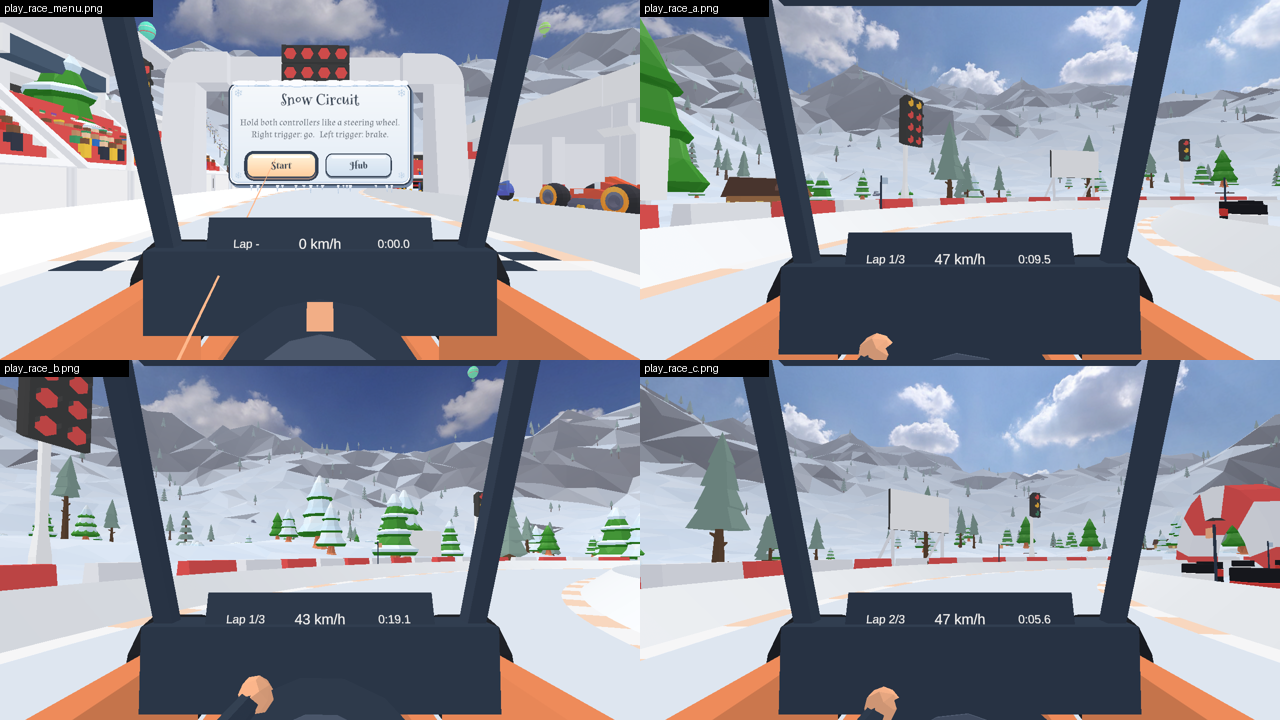 play_race_menu.png
Snow Circuit
Hold both controllers like a steering wheel.
Right trigger: go. Left trigger: brake.
Start Hub
Lap - 0 km/h 0:00.0
play_race_a.png
Lap 1/3 47 km/h 0:09.5
play_race_b.png
Lap 1/3 43 km/h 0:19.1
play_race_c.png
Lap 2/3 47 km/h 0:05.6